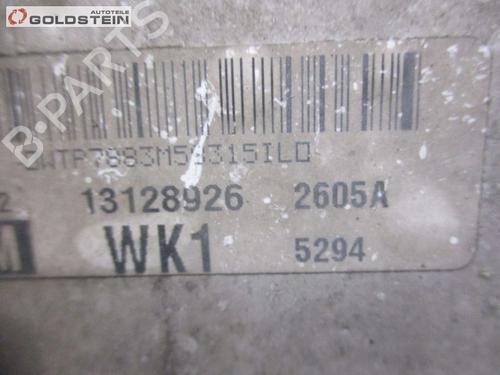 AUTOTEILE
GOLDSTEIN
B-PARTS
13128926 2605A
WK1 5294